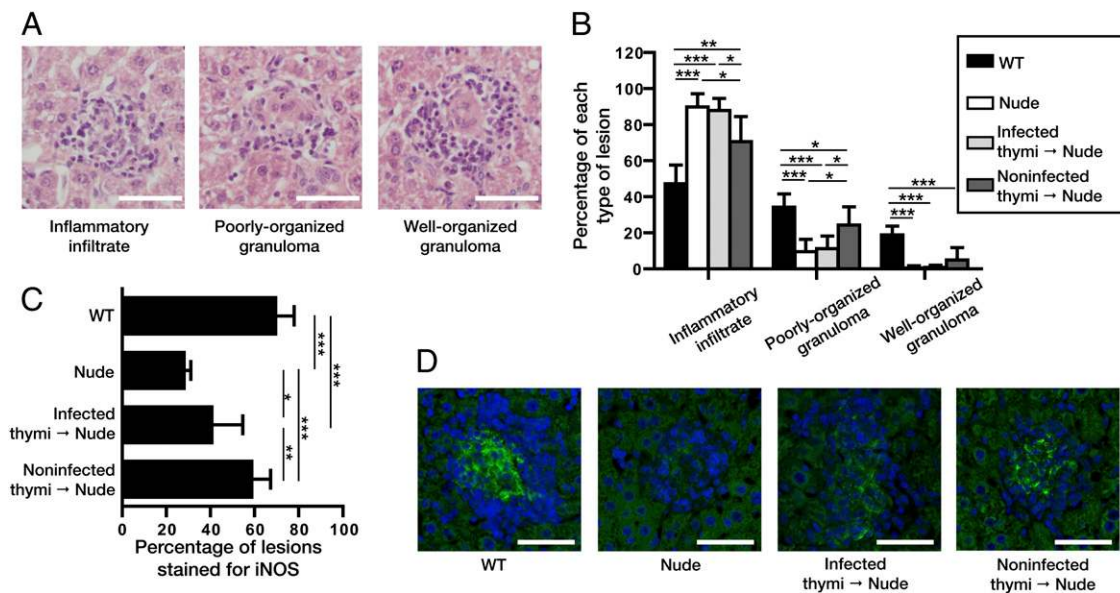 A
Inflammatory
infiltrate
Poorly-organized
granuloma
Well-organized
granuloma
B
Percentage of each
type of lesion
120
100
80
60
40
20
0
**
***
*
***
*
*
***
*
***
*
***
***
***
Inflammatory
infiltrate
Poorly-organized
granuloma
Well-organized
granuloma
WT
Nude
Infected
thymi → Nude
Noninfected
thymi → Nude
C
WT
Nude
Infected
thymi → Nude
Noninfected
thymi → Nude
***
***
*
***
**
0
20
40
60
80
100
Percentage of lesions
stained for iNOS
D
WT
Nude
Infected
thymi → Nude
Noninfected
thymi → Nude